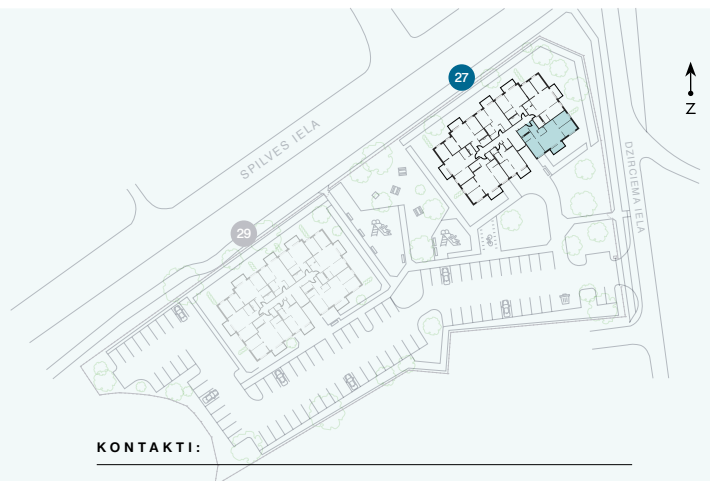 27
Z
SPILVES IELA
DZIRCIEMA IELA
29
KONTAKTI: